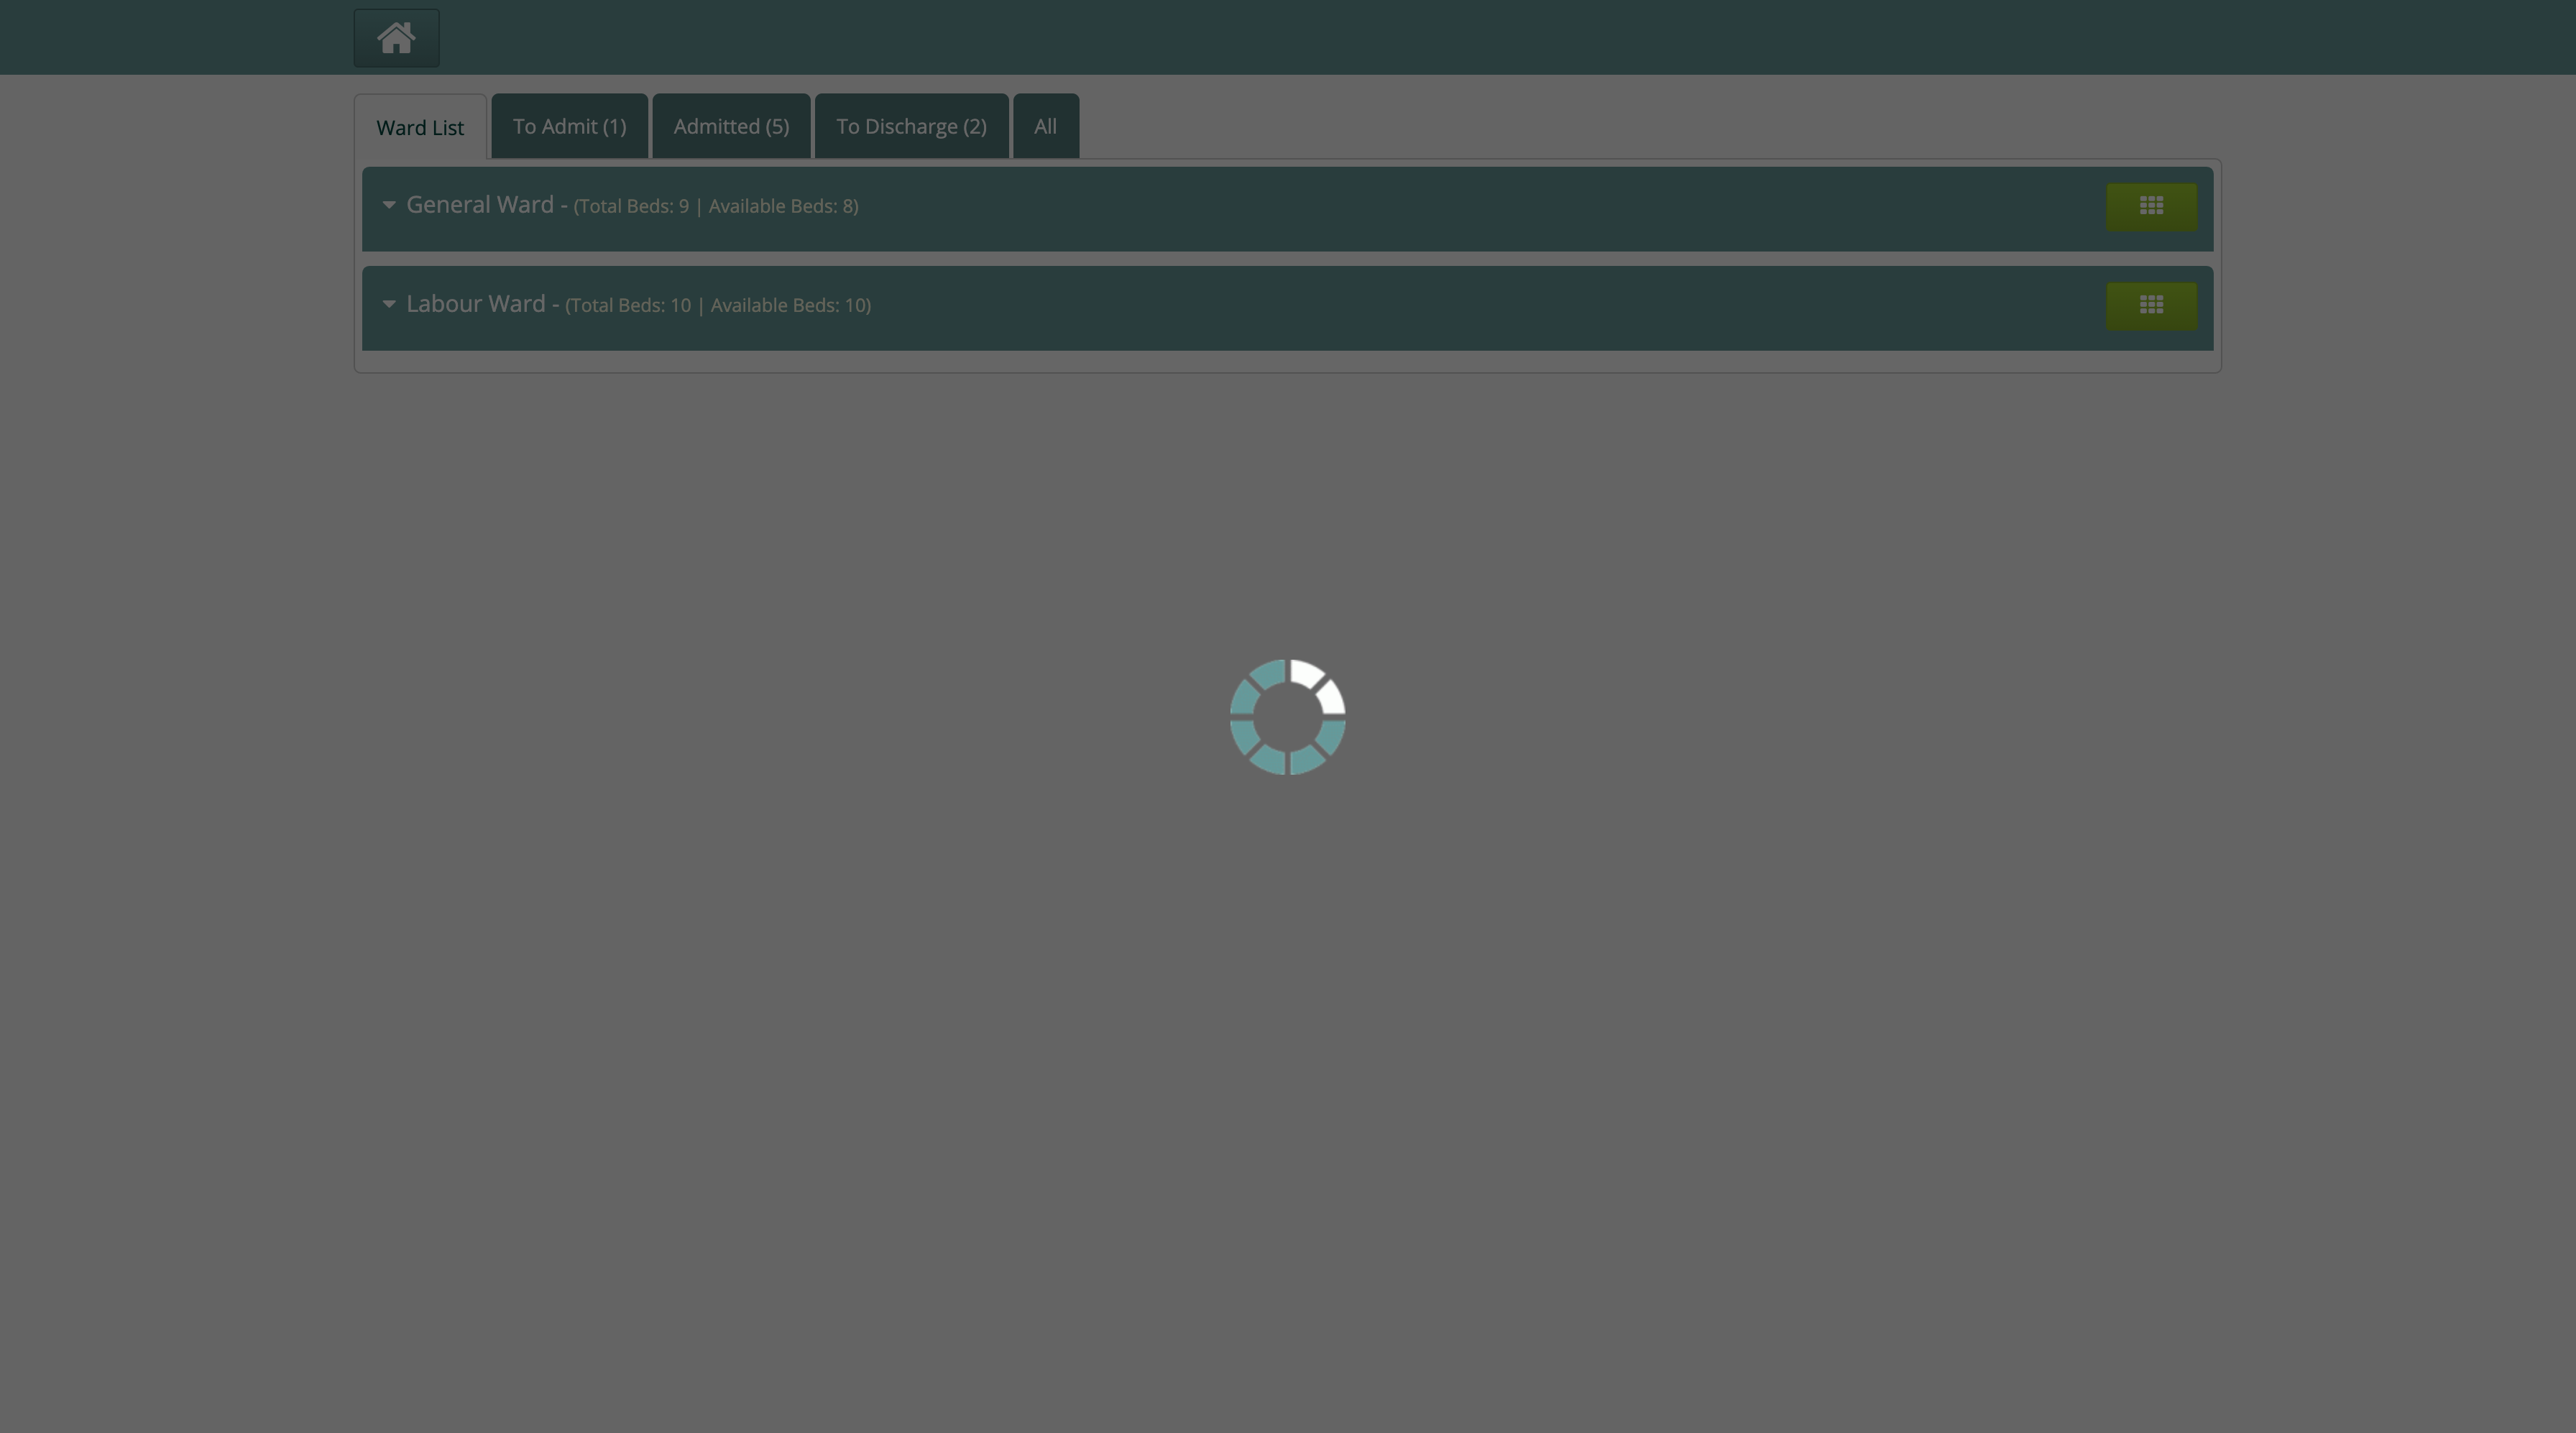 Ward List
To Admit (1)
Admitted (5)
To Discharge (2)
All
General Ward - (Total Beds: 9 | Available Beds: 8)
Labour Ward - (Total Beds: 10 | Available Beds: 10)